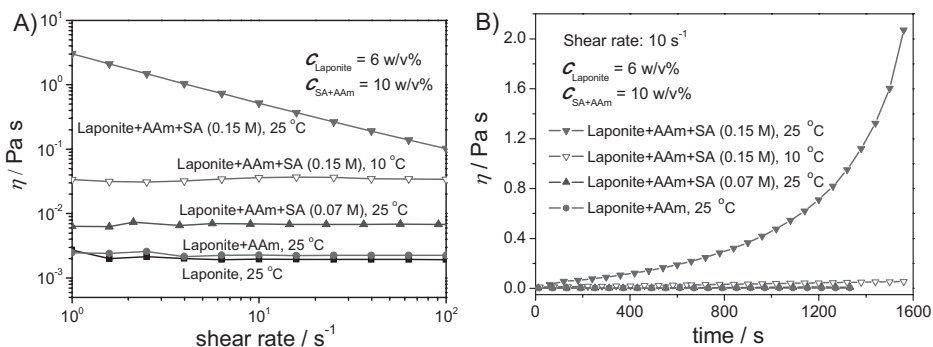 A)
10¹
10⁰
10⁻¹
10⁻²
10⁻³
η / Pa s
C Laponite = 6 w/v%
C SA+AAm = 10 w/v%
Laponite+AAm+SA (0.15 M), 25 °C
Laponite+AAm+SA (0.15 M), 10 °C
Laponite+AAm+SA (0.07 M), 25 °C
Laponite+AAm, 25 °C
Laponite, 25 °C
10⁰ 10¹ 10²
shear rate / s⁻¹
B)
2.0
1.6
1.2
0.8
0.4
0.0
η / Pa s
Shear rate: 10 s⁻¹
C Laponite = 6 w/v%
C SA+AAm = 10 w/v%
Laponite+AAm+SA (0.15 M), 25 °C
Laponite+AAm+SA (0.15 M), 10 °C
Laponite+AAm+SA (0.07 M), 25 °C
Laponite+AAm, 25 °C
0 400 800 1200 1600
time / s